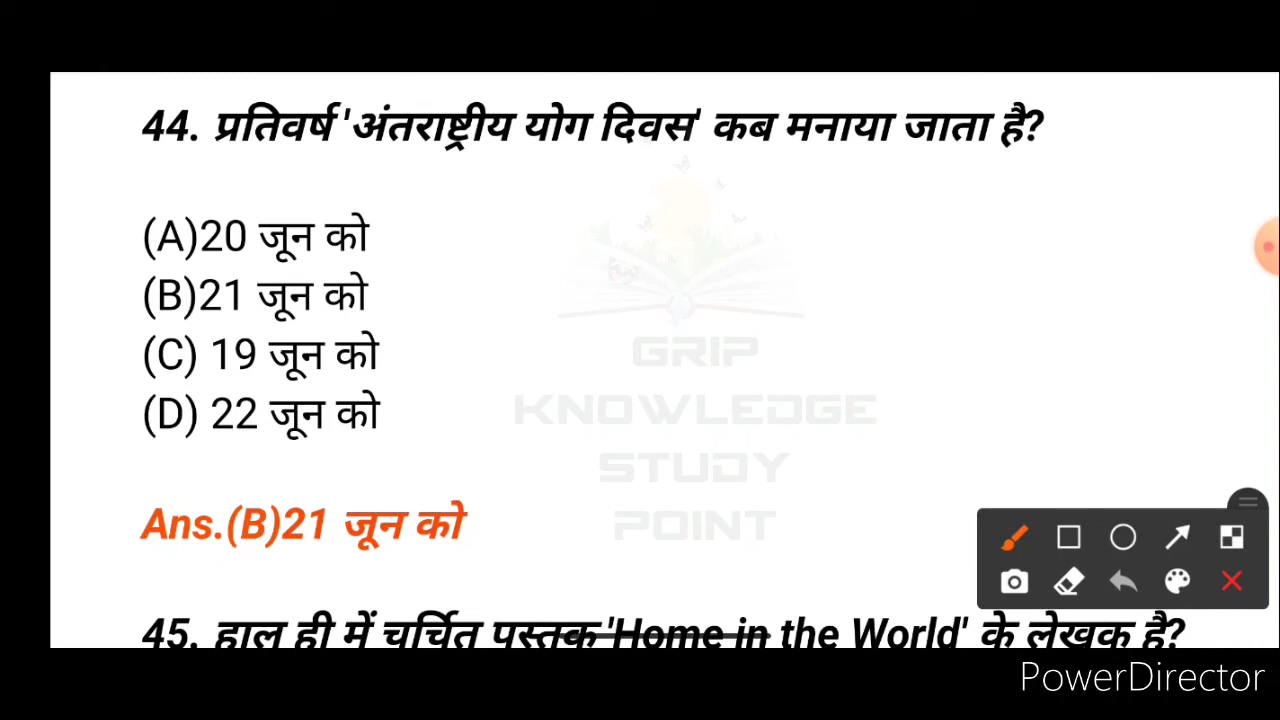 44. प्रतिवर्ष 'अंतराष्ट्रीय योग दिवस' कब मनाया जाता है?
(A)20 जून को
(B)21 जून को
(C) 19 जून को
(D) 22 जून को
GRIP
KNOWLEDGE
STUDY
POINT
Ans.(B)21 जून को
45. हाल ही में चर्चित पुस्तक 'Home in the World' के लेखक है?
PowerDirector